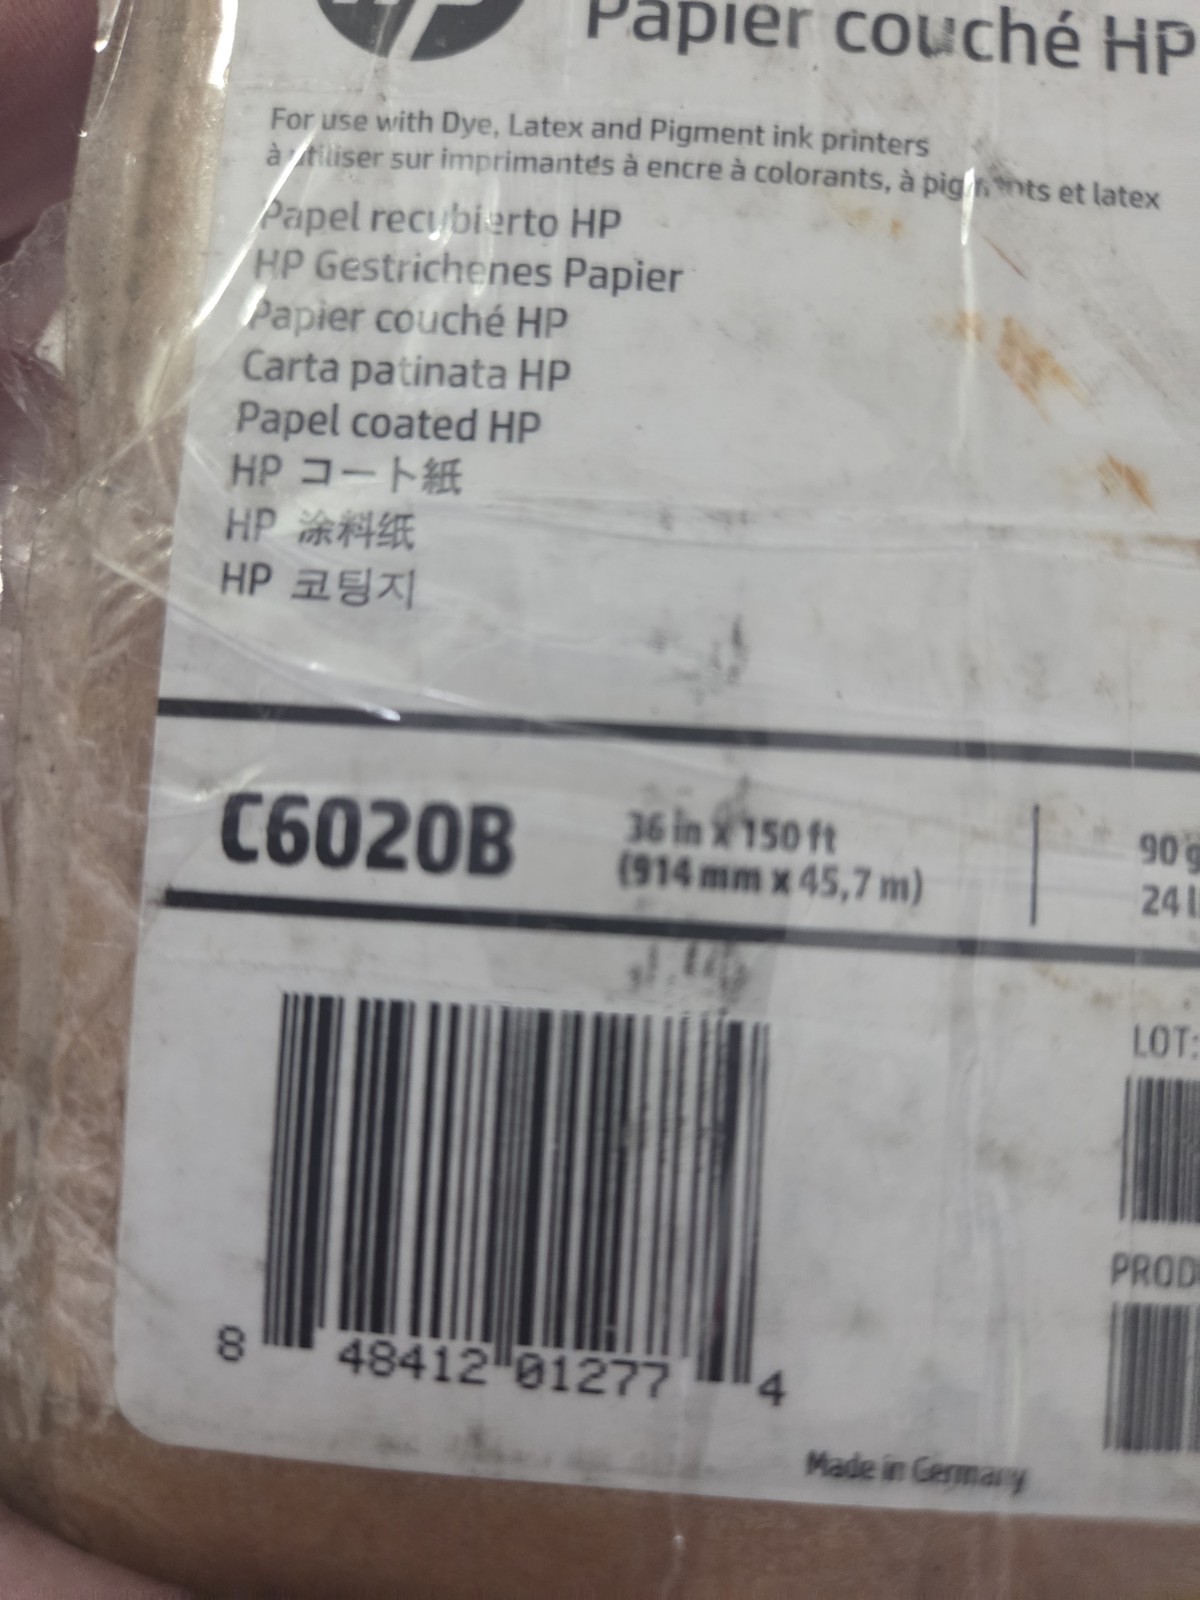 Papier couché HP
For use with Dye, Latex and Pigment ink printers
à utiliser sur imprimantes à encre à colorants, à pigments et latex
Papel recubierto HP
HP Gestrichenes Papier
Papier couché HP
Carta patinata HP
Papel coated HP
HP コート紙
HP 涂料纸
HP 코팅지
C6020B
36 in x 150 ft
(914 mm x 45,7 m)
90 g
24 l
LOT:
PROD
8 48412 01277 4
Made in Germany